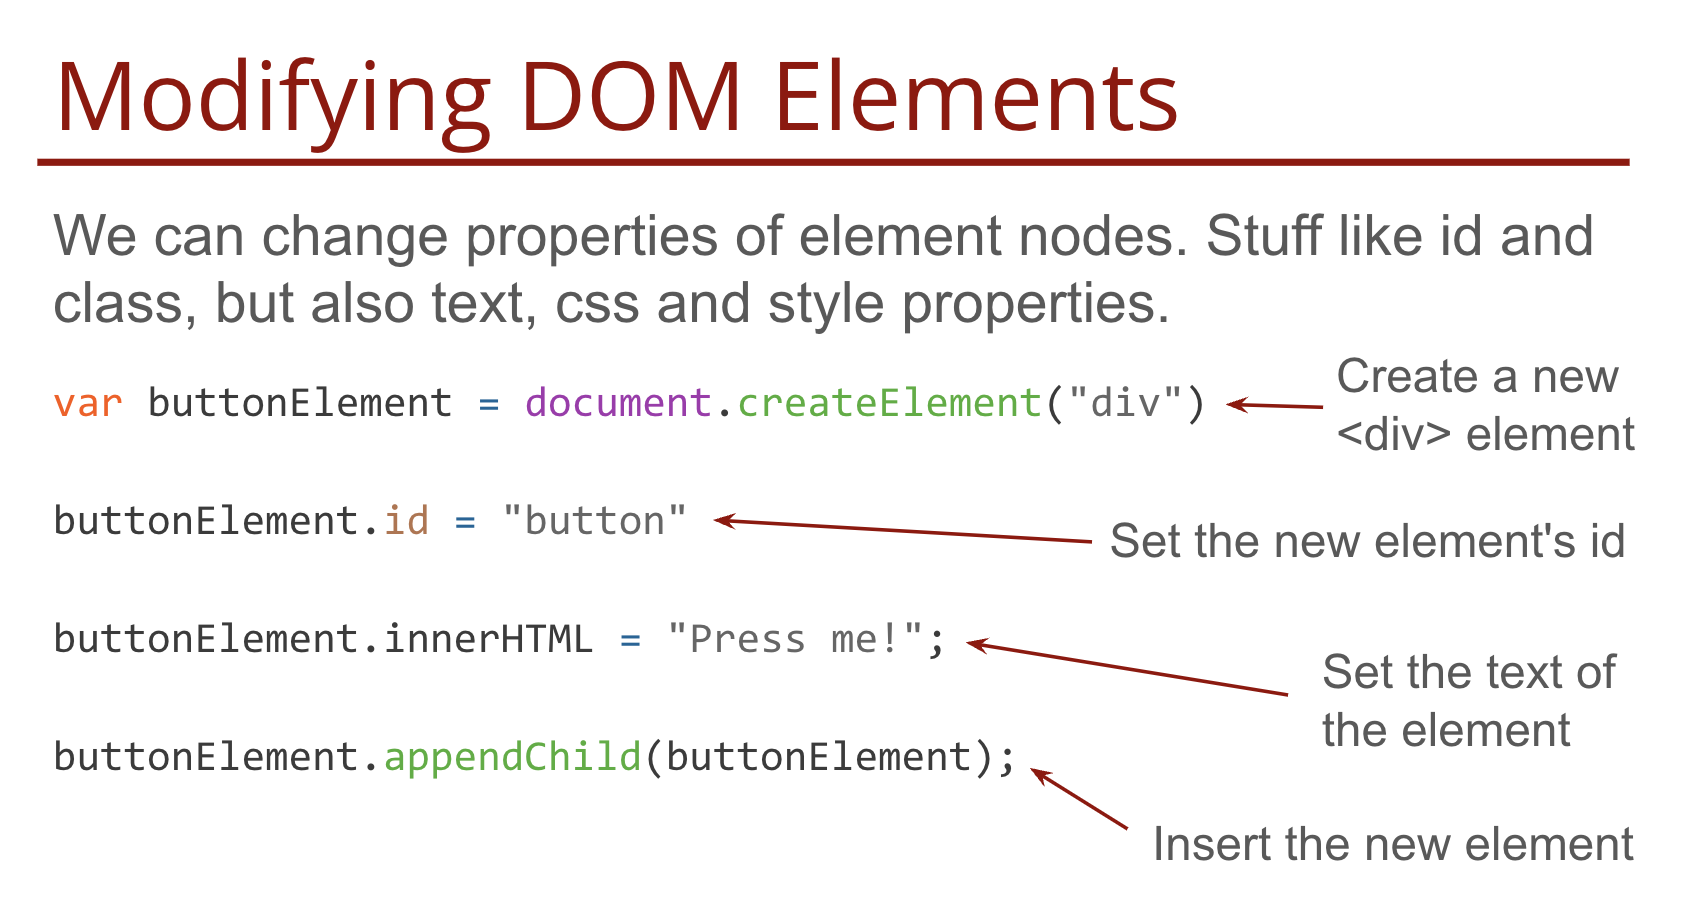 Modifying DOM Elements
We can change properties of element nodes. Stuff like id and
class, but also text, css and style properties.
var buttonElement = document.createElement("div")
Create a new
<div> element
buttonElement.id = "button"
Set the new element's id
buttonElement.innerHTML = "Press me!";
Set the text of
the element
buttonElement.appendChild(buttonElement);
Insert the new element